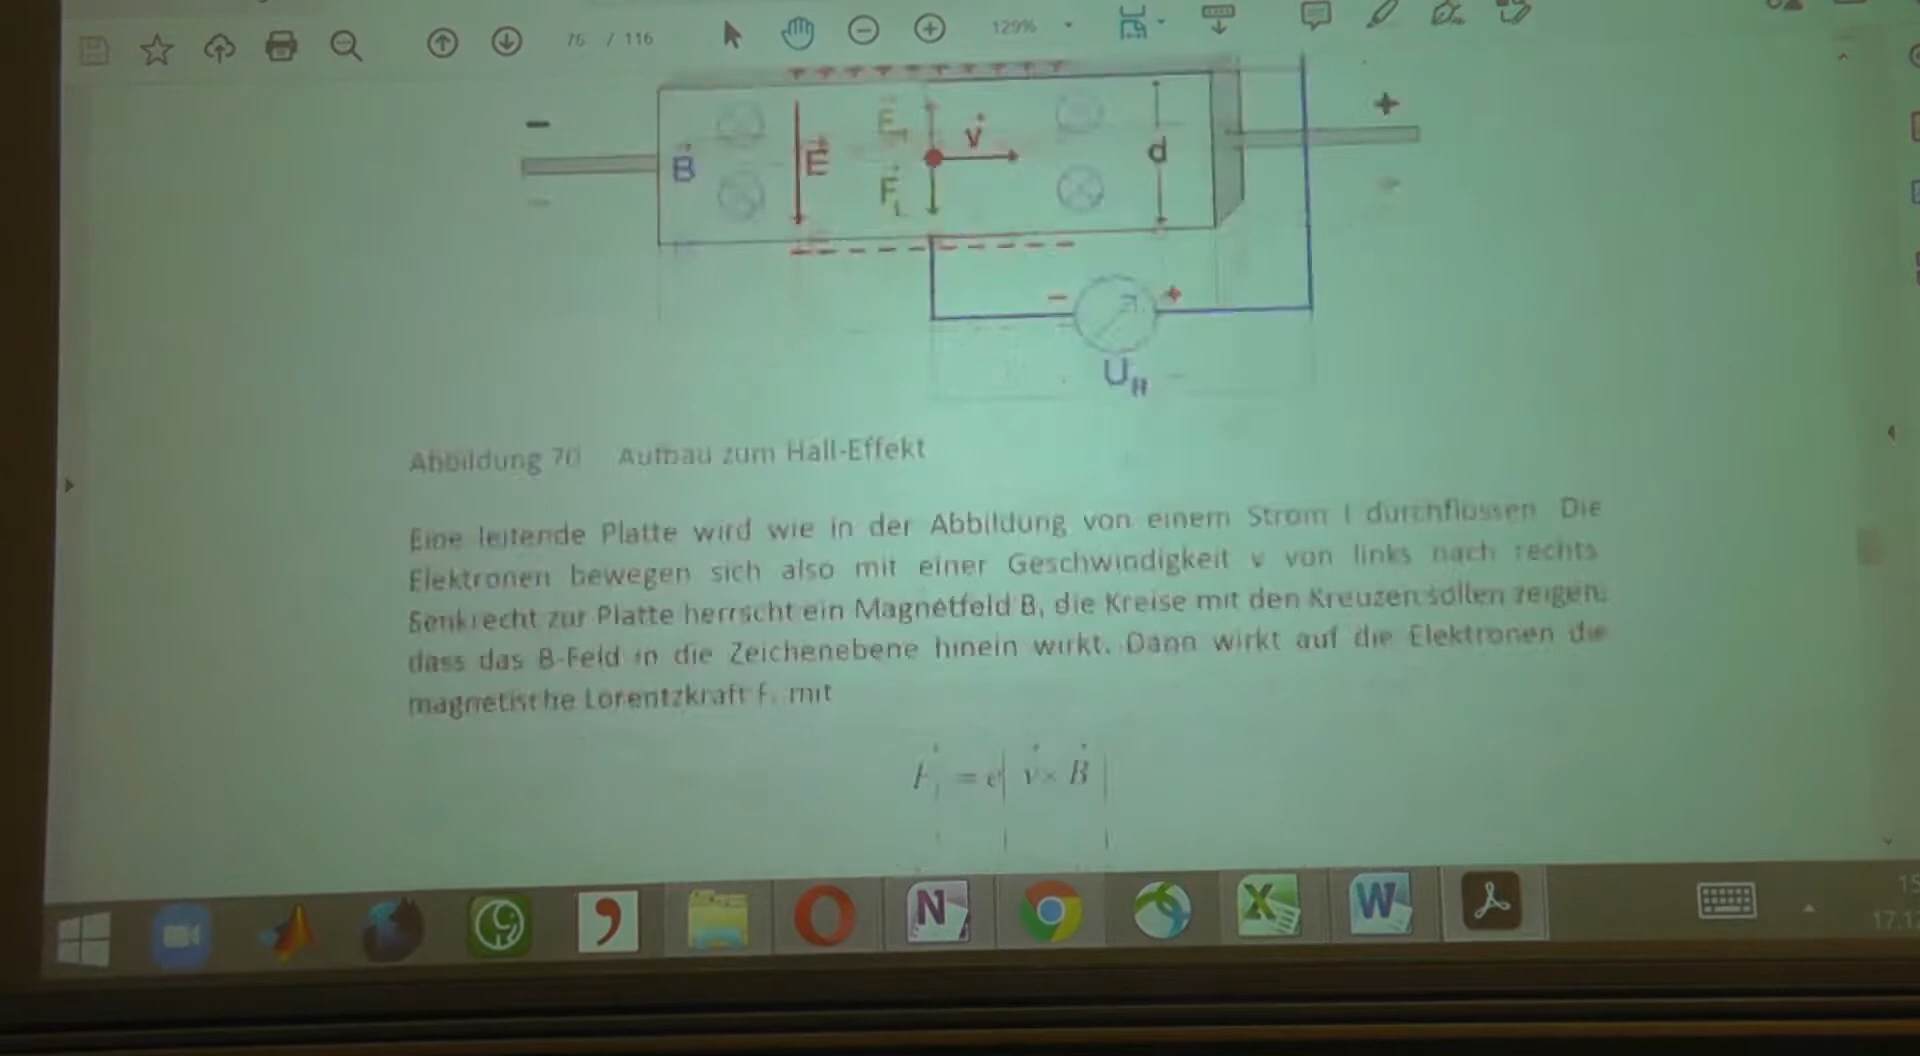 76 / 116
129%
B
E
v
F L
d
U H
Abbildung 70 Aufbau zum Hall-Effekt
Eine leitende Platte wird wie in der Abbildung von einem Strom I durchflossen Die
Elektronen bewegen sich also mit einer Geschwindigkeit v von links nach rechts
Senkrecht zur Platte herrscht ein Magnetfeld B, die Kreise mit den Kreuzen sollen zeigen,
dass das B-Feld in die Zeichenebene hinein wirkt. Dann wirkt auf die Elektronen die
magnetische Lorentzkraft F mit
F = e| v × B |
15
17.12